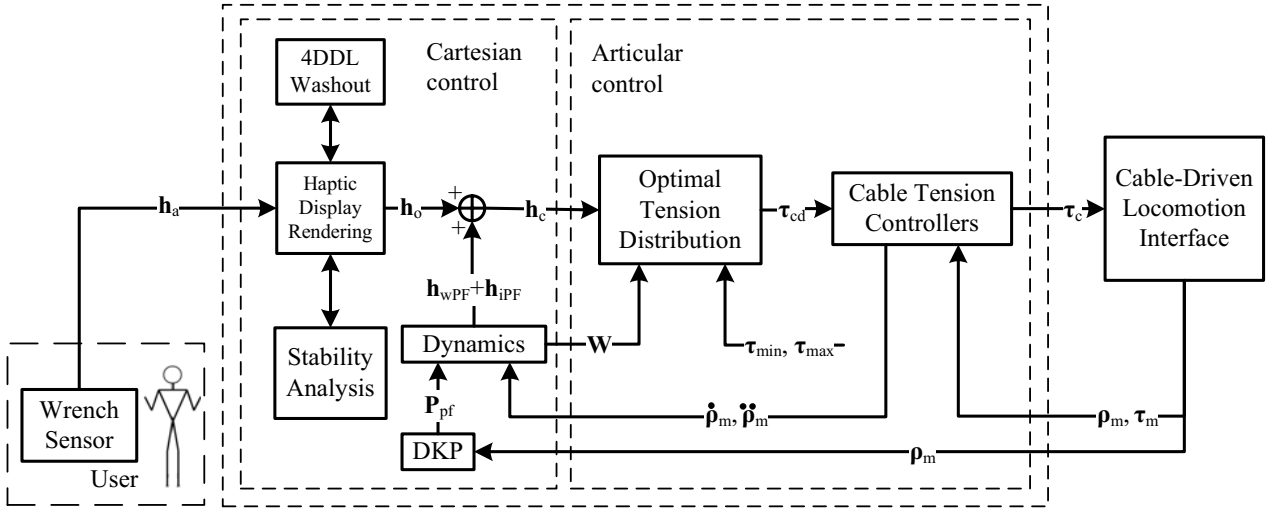 4DDL
Washout
Cartesian
control
Articular
control
Haptic
Display
Rendering
Optimal
Tension
Distribution
Cable Tension
Controllers
Cable-Driven
Locomotion
Interface
hₐ
hₒ
+
+
h_c
τ_cd
τ_c
h_wPF+h_iPF
Stability
Analysis
Dynamics
W
τ_min, τ_max
Wrench
Sensor
User
P_pf
ρ̇_m, ρ̈_m
ρ_m, τ_m
DKP
ρ_m